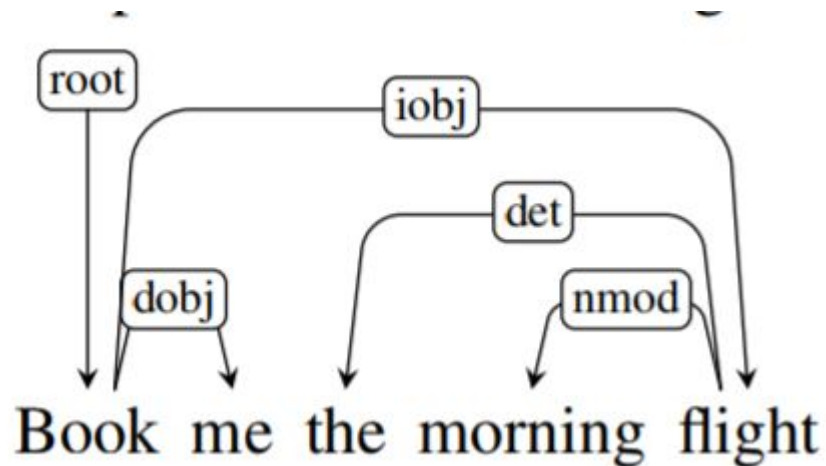 root
iobj
det
dobj nmod
Book me the morning flight